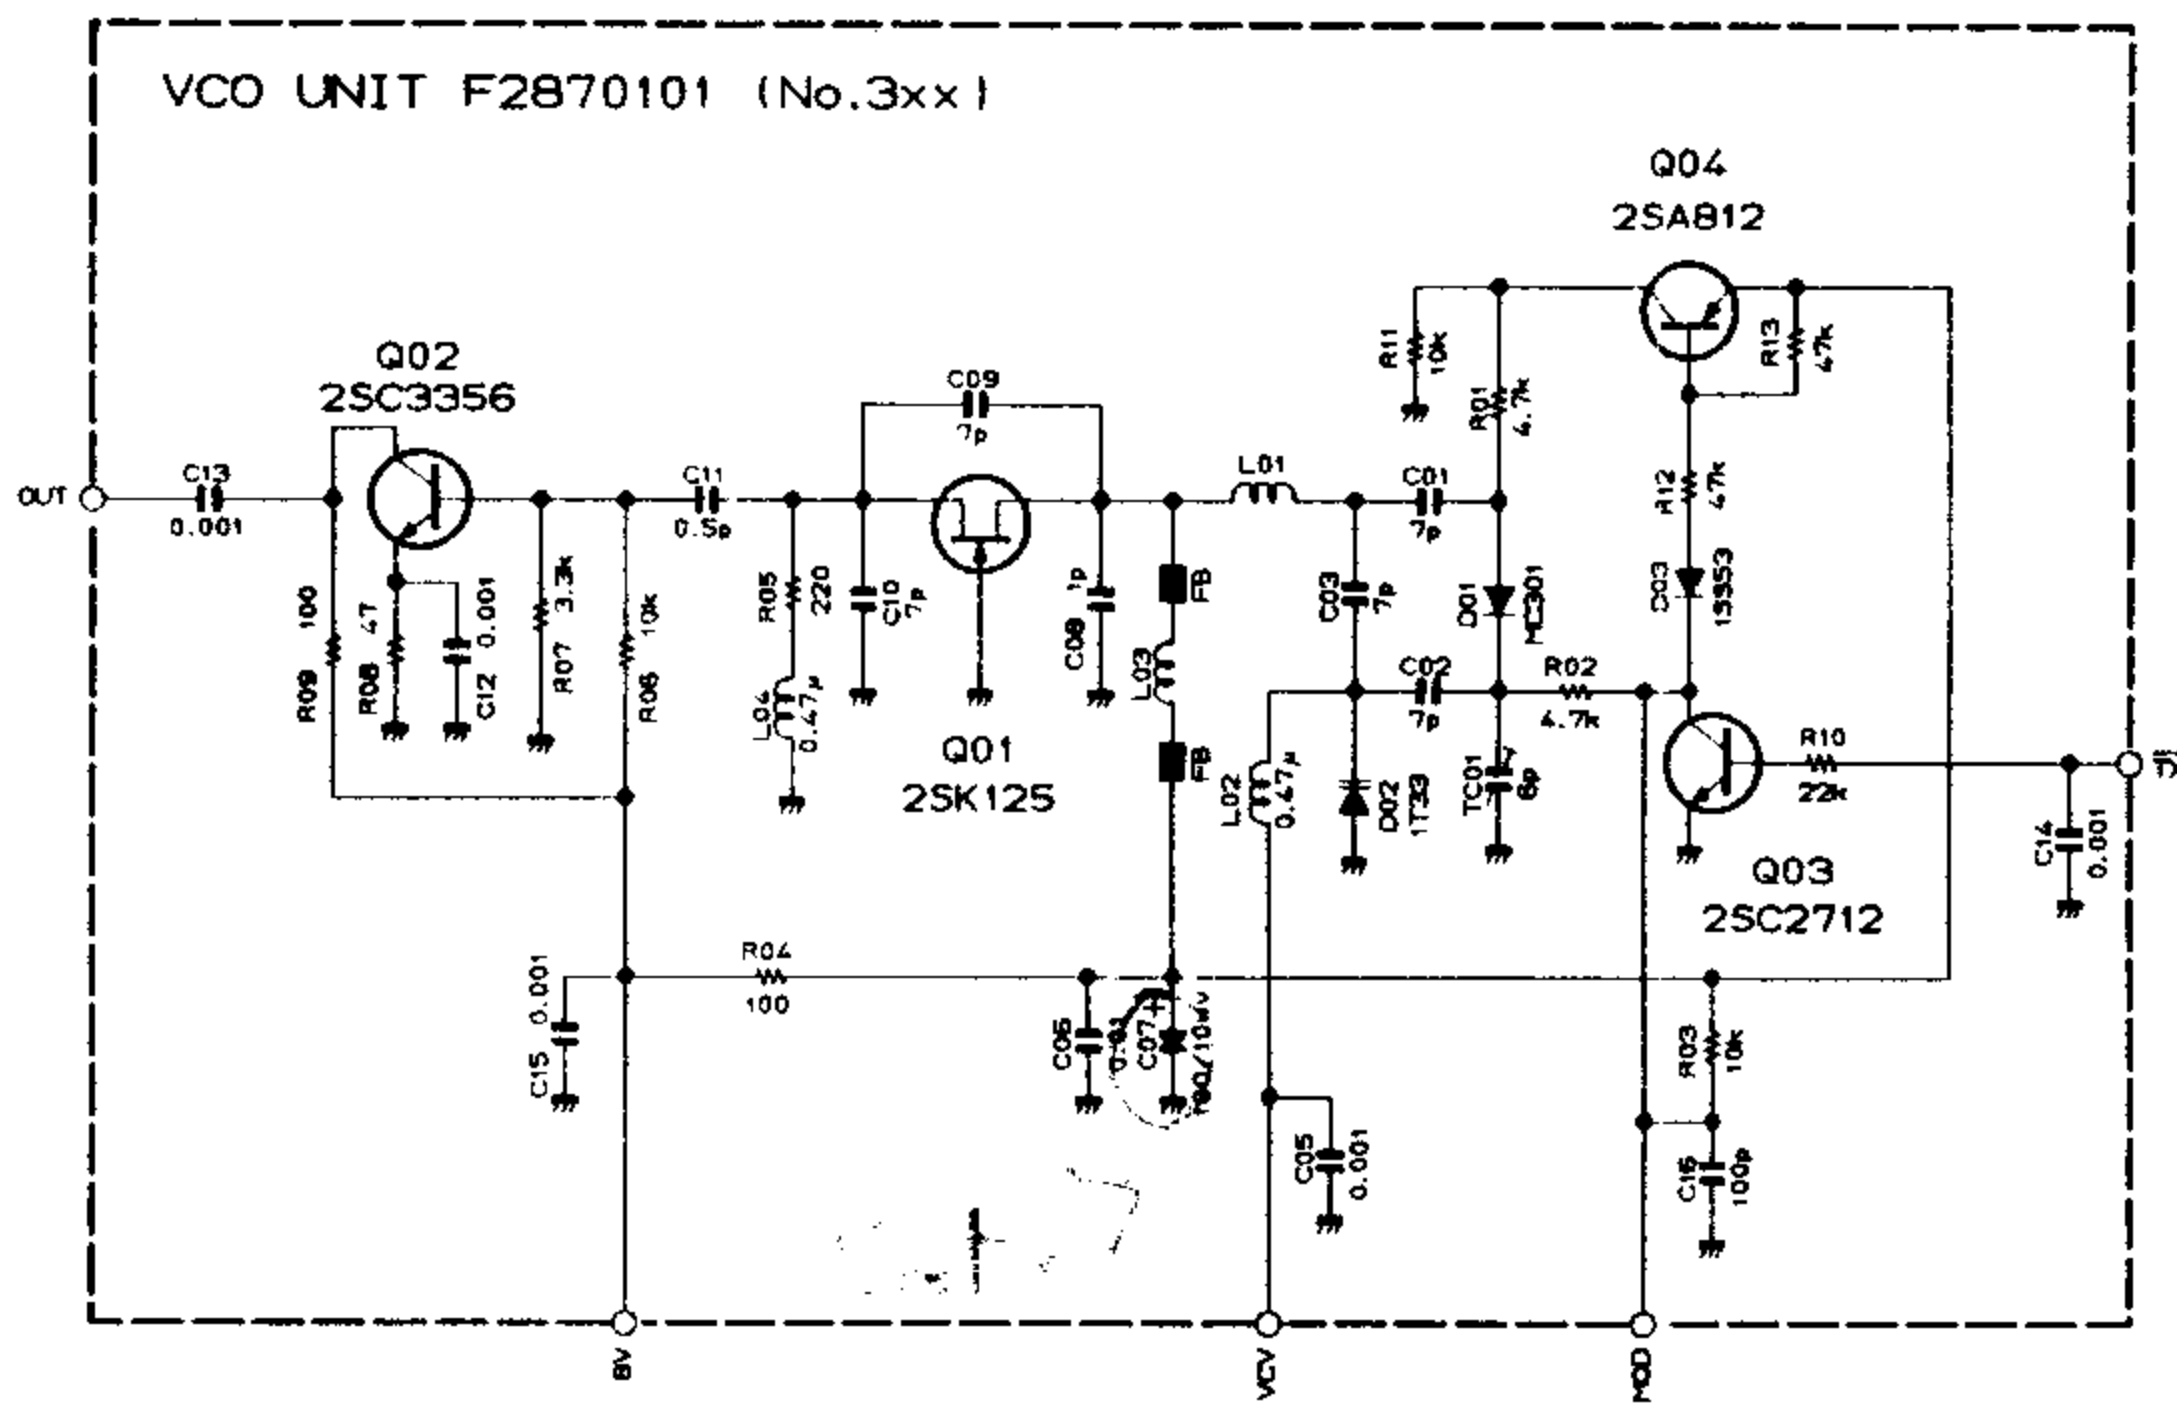 VCO UNIT F2870101 (No.3xx)
Q04
2SA812
Q02
2SC3356
C09
7p
R11
10k
R01
4.7k
R13
47k
OUT
C13
0.001
C11
0.5p
L01
C01
7p
R12
47k
R09
100
R08
47
C12
0.001
R07
3.3k
R06
10k
R05
220
L04
0.47μ
C10
7p
C08
1p
FB
L03
FB
C03
7p
D01
MC301
D03
1SS53
C02
7p
R02
4.7k
Q01
2SK125
L02
0.47μ
D02
1T33
TC01
6p
R10
22k
Q03
2SC2712
C14
0.001
R04
100
C15
0.001
C06
C07
+
R03
10k
C05
0.001
C16
100p
8V
VCV
MOD